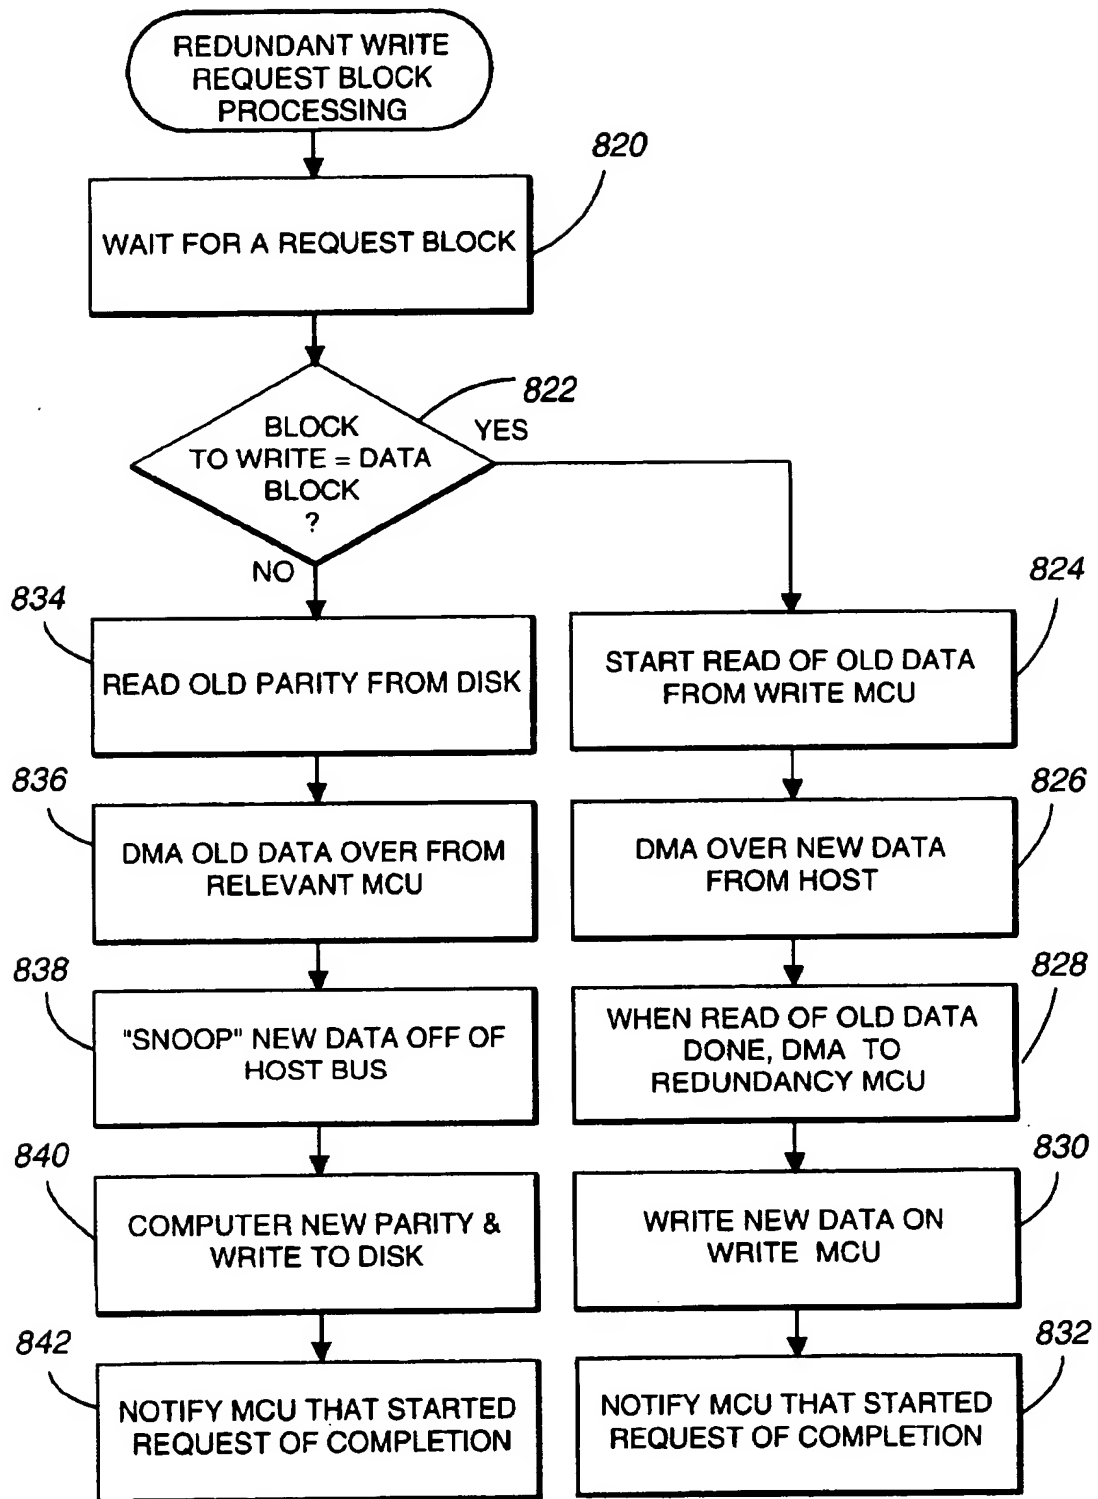 REDUNDANT WRITE
REQUEST BLOCK
PROCESSING
820
WAIT FOR A REQUEST BLOCK
822
BLOCK
TO WRITE = DATA
BLOCK
?
YES
NO
834
READ OLD PARITY FROM DISK
824
START READ OF OLD DATA
FROM WRITE MCU
836
DMA OLD DATA OVER FROM
RELEVANT MCU
826
DMA OVER NEW DATA
FROM HOST
838
"SNOOP" NEW DATA OFF OF
HOST BUS
828
WHEN READ OF OLD DATA
DONE, DMA TO
REDUNDANCY MCU
840
COMPUTER NEW PARITY &
WRITE TO DISK
830
WRITE NEW DATA ON
WRITE MCU
842
NOTIFY MCU THAT STARTED
REQUEST OF COMPLETION
832
NOTIFY MCU THAT STARTED
REQUEST OF COMPLETION